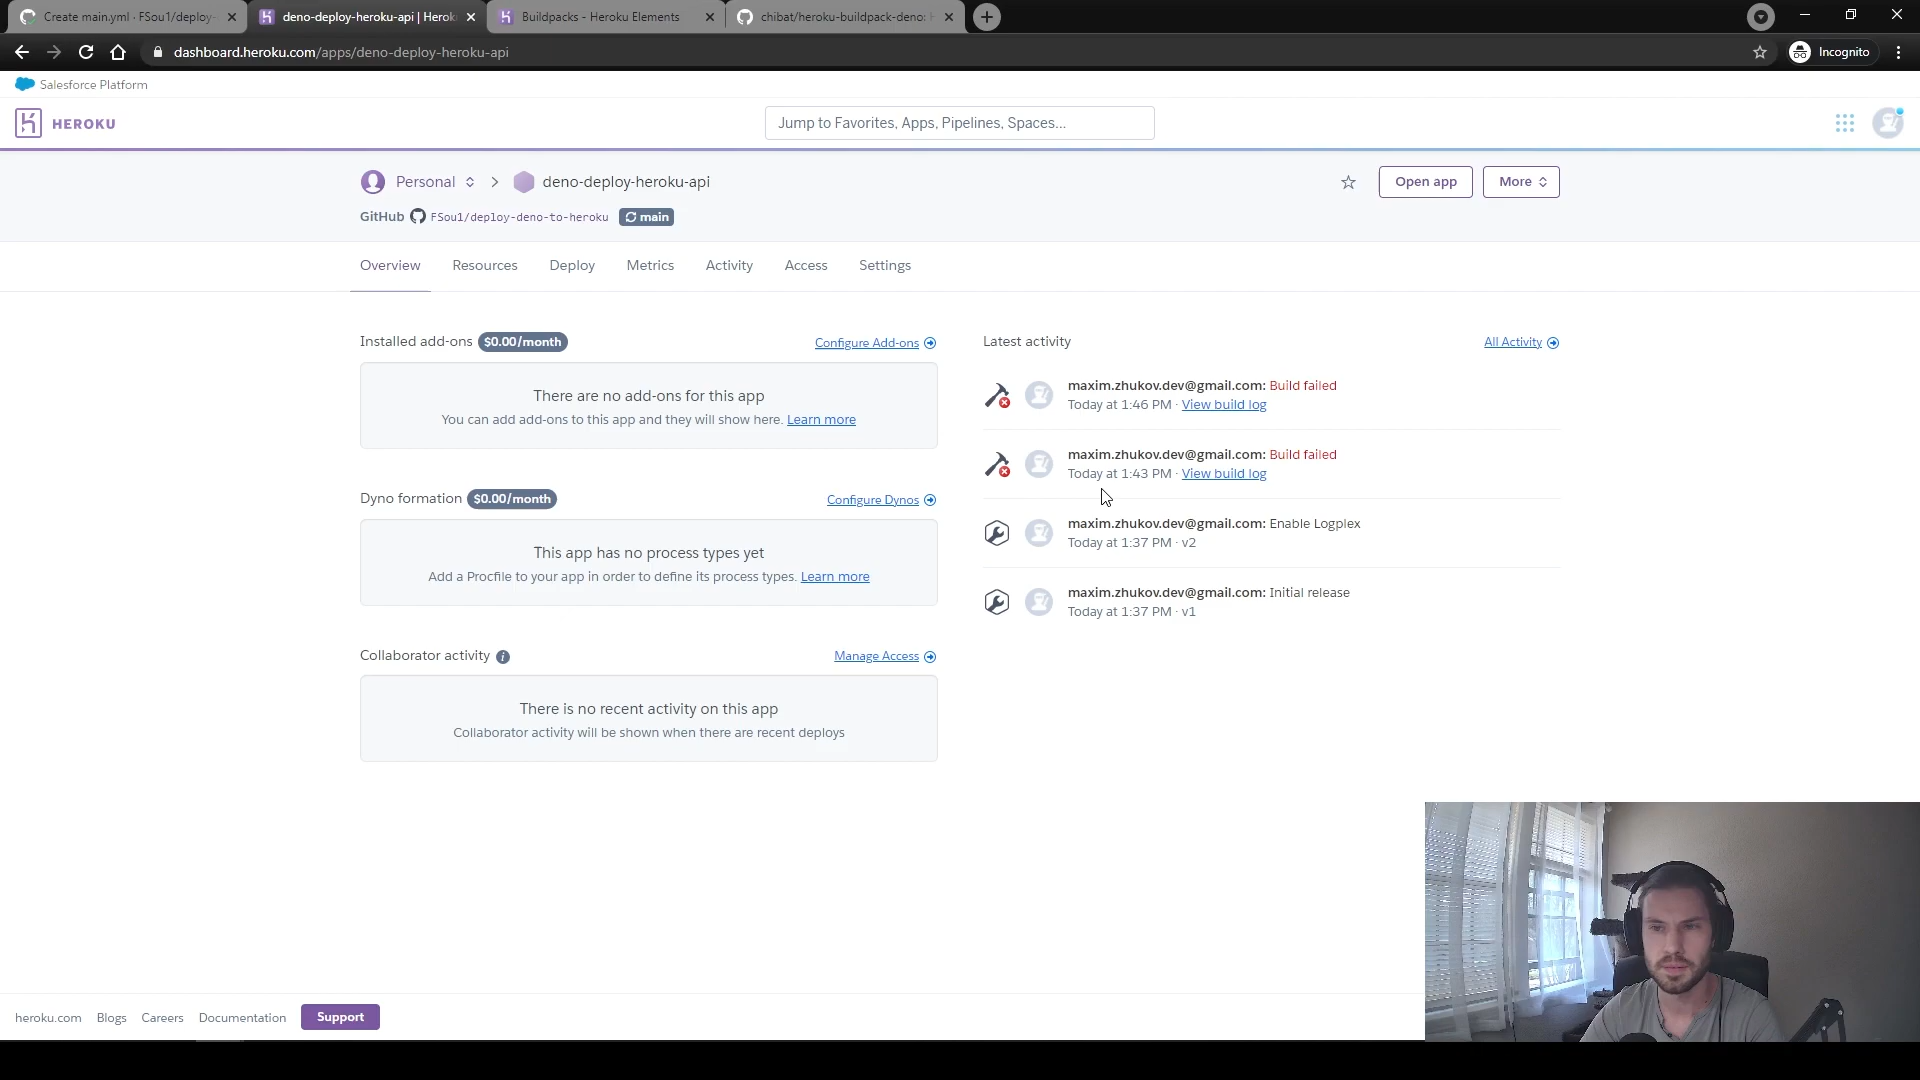 Create main.yml · FSou1/deploy-
deno-deploy-heroku-api | Herok
Buildpacks - Heroku Elements
chibat/heroku-buildpack-deno: H
dashboard.heroku.com/apps/deno-deploy-heroku-api
Incognito
Salesforce Platform
HEROKU
Jump to Favorites, Apps, Pipelines, Spaces...
Personal
deno-deploy-heroku-api
Open app
More
GitHub
FSou1/deploy-deno-to-heroku
main
Overview
Resources
Deploy
Metrics
Activity
Access
Settings
Installed add-ons
$0.00/month
Configure Add-ons
There are no add-ons for this app
You can add add-ons to this app and they will show here. Learn more
Dyno formation
$0.00/month
Configure Dynos
This app has no process types yet
Add a Procfile to your app in order to define its process types. Learn more
Collaborator activity
Manage Access
There is no recent activity on this app
Collaborator activity will be shown when there are recent deploys
Latest activity
All Activity
maxim.zhukov.dev@gmail.com: Build failed
Today at 1:46 PM · View build log
maxim.zhukov.dev@gmail.com: Build failed
Today at 1:43 PM · View build log
maxim.zhukov.dev@gmail.com: Enable Logplex
Today at 1:37 PM · v2
maxim.zhukov.dev@gmail.com: Initial release
Today at 1:37 PM · v1
heroku.com
Blogs
Careers
Documentation
Support